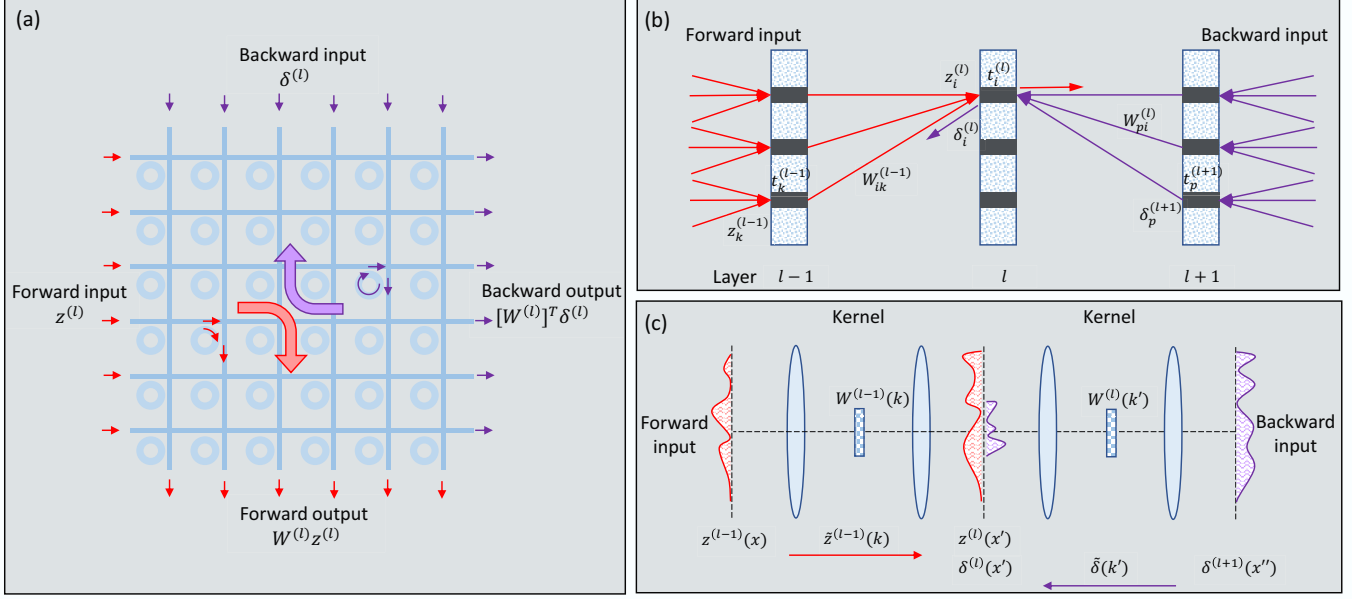 (a)
Backward input
δ^(l)
Forward input
z^(l)
Backward output
[W^(l)]^T δ^(l)
Forward output
W^(l) z^(l)
(b)
Forward input
Backward input
z_i^(l)
t_i^(l)
W_pi^(l)
δ_i^(l)
t_k^(l−1)
W_ik^(l−1)
t_p^(l+1)
δ_p^(l+1)
z_k^(l−1)
Layer l − 1 l l + 1
(c)
Kernel Kernel
W^(l−1)(k) W^(l)(k′)
Forward
input
Backward
input
z^(l−1)(x) z̃^(l−1)(k) z^(l)(x′)
δ^(l)(x′) δ̃(k′) δ^(l+1)(x′′)